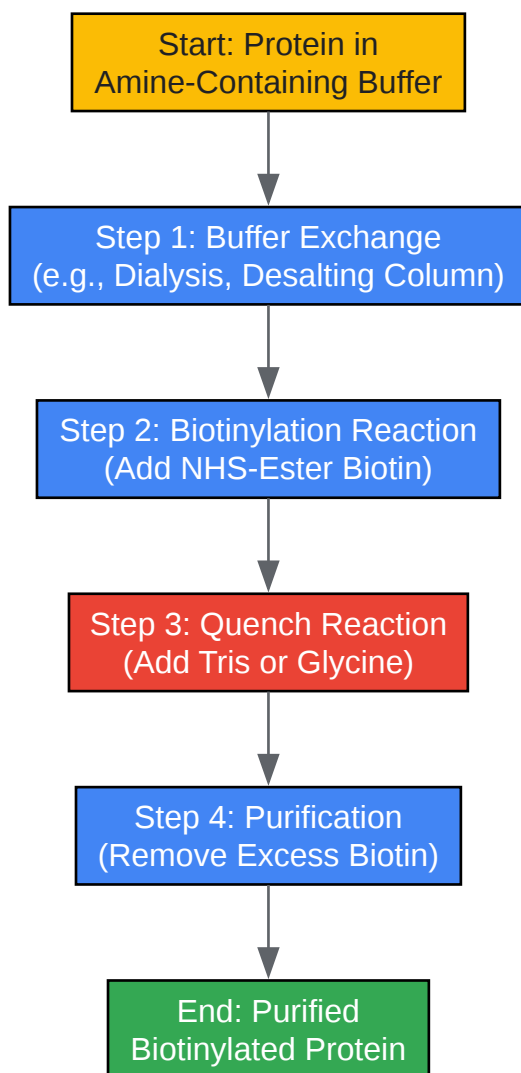 Start: Protein in
Amine-Containing Buffer
Step 1: Buffer Exchange
(e.g., Dialysis, Desalting Column)
Step 2: Biotinylation Reaction
(Add NHS-Ester Biotin)
Step 3: Quench Reaction
(Add Tris or Glycine)
Step 4: Purification
(Remove Excess Biotin)
End: Purified
Biotinylated Protein